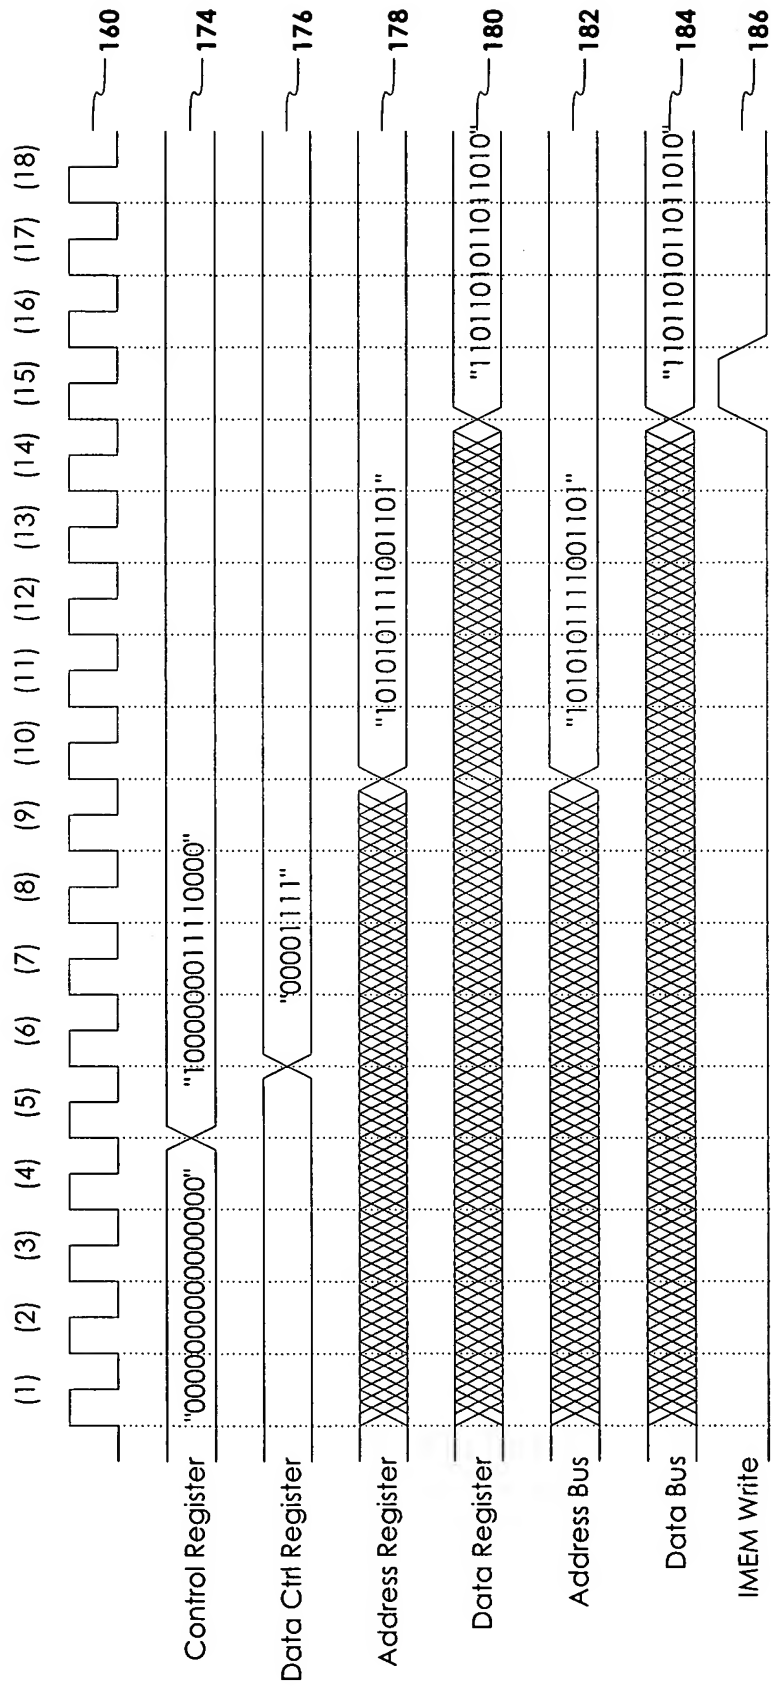 (1) (2) (3) (4) (5) (6) (7) (8) (9) (10) (11) (12) (13) (14) (15) (16) (17) (18)
160
Control Register "0000000000000000" "1000000011110000" 174
Data Ctrl Register "00001111" 176
Address Register "1010101111001101" 178
Data Register "1101101011011010" 180
Address Bus "1010101111001101" 182
Data Bus "1101101011011010" 184
IMEM Write 186